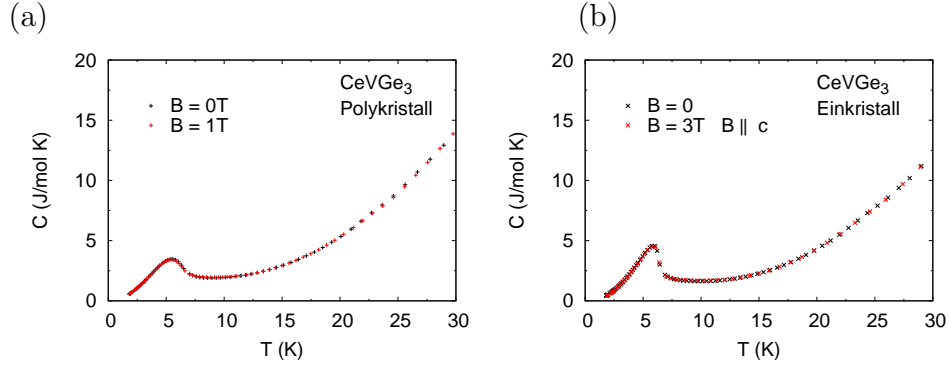 (a)
20
15
10
5
0
C (J/mol K)
CeVGe3
Polykristall
B = 0T
B = 1T
0 5 10 15 20 25 30
T (K)
(b)
20
15
10
5
0
C (J/mol K)
CeVGe3
Einkristall
B = 0
B = 3T B ∥ c
0 5 10 15 20 25 30
T (K)